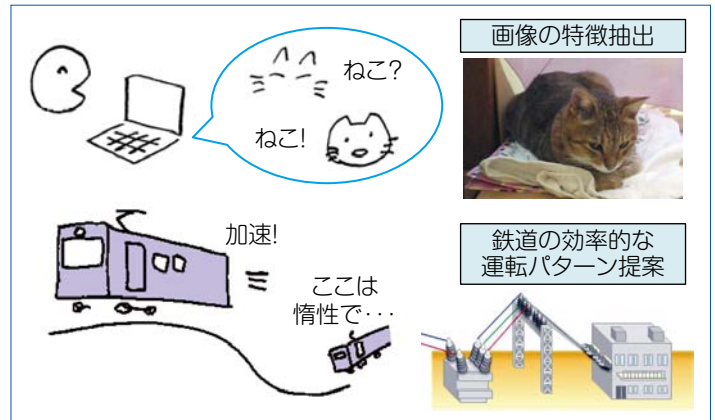 画像の特徴抽出
ねこ?
ねこ!
加速!
ここは
惰性で･･･
鉄道の効率的な
運転パターン提案